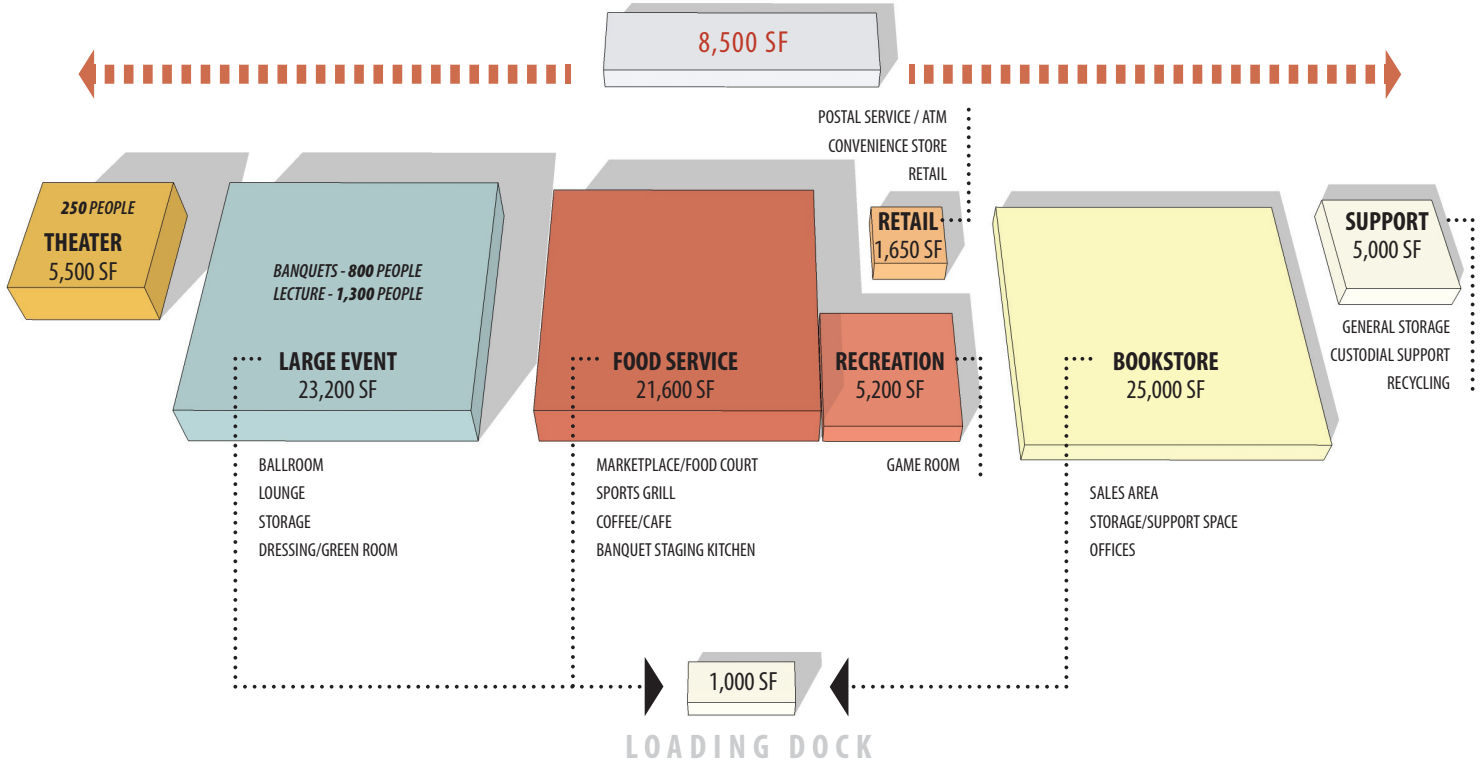 8,500 SF
POSTAL SERVICE / ATM
CONVENIENCE STORE
RETAIL
250 PEOPLE
THEATER
5,500 SF
BANQUETS - 800 PEOPLE
LECTURE - 1,300 PEOPLE
LARGE EVENT
23,200 SF
FOOD SERVICE
21,600 SF
RETAIL
1,650 SF
RECREATION
5,200 SF
BOOKSTORE
25,000 SF
SUPPORT
5,000 SF
GENERAL STORAGE
CUSTODIAL SUPPORT
RECYCLING
BALLROOM
LOUNGE
STORAGE
DRESSING/GREEN ROOM
MARKETPLACE/FOOD COURT
SPORTS GRILL
COFFEE/CAFE
BANQUET STAGING KITCHEN
GAME ROOM
SALES AREA
STORAGE/SUPPORT SPACE
OFFICES
1,000 SF
LOADING DOCK